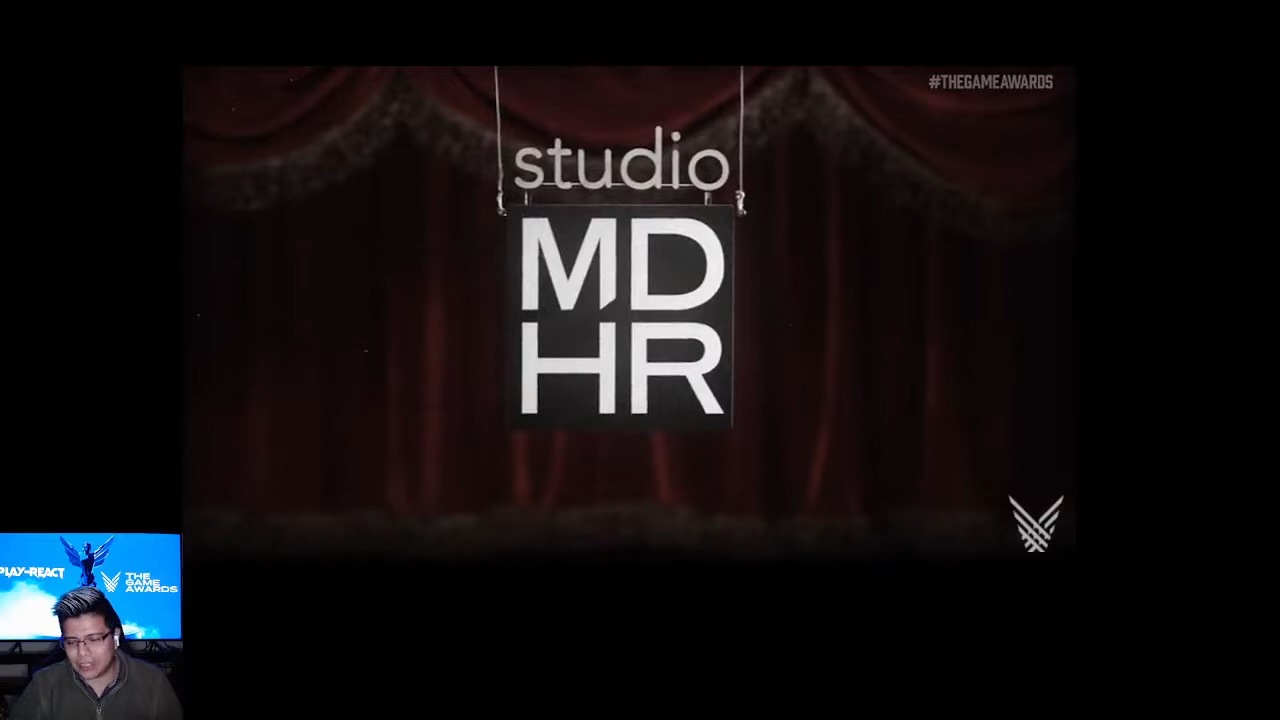 #THEGAMEAWARDS
studio
MD
HR
PLAY-REACT
THE
GAME
AWARDS